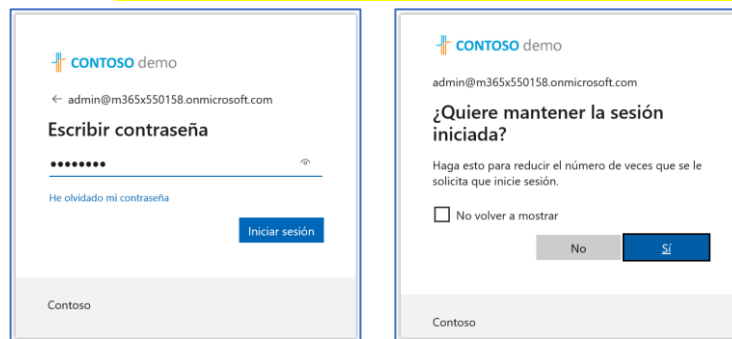 CONTOSO demo
← admin@m365x550158.onmicrosoft.com
Escribir contraseña
••••••••
He olvidado mi contraseña
Iniciar sesión
Contoso
CONTOSO demo
admin@m365x550158.onmicrosoft.com
¿Quiere mantener la sesión
iniciada?
Haga esto para reducir el número de veces que se le
solicita que inicie sesión.
No volver a mostrar
No Sí
Contoso